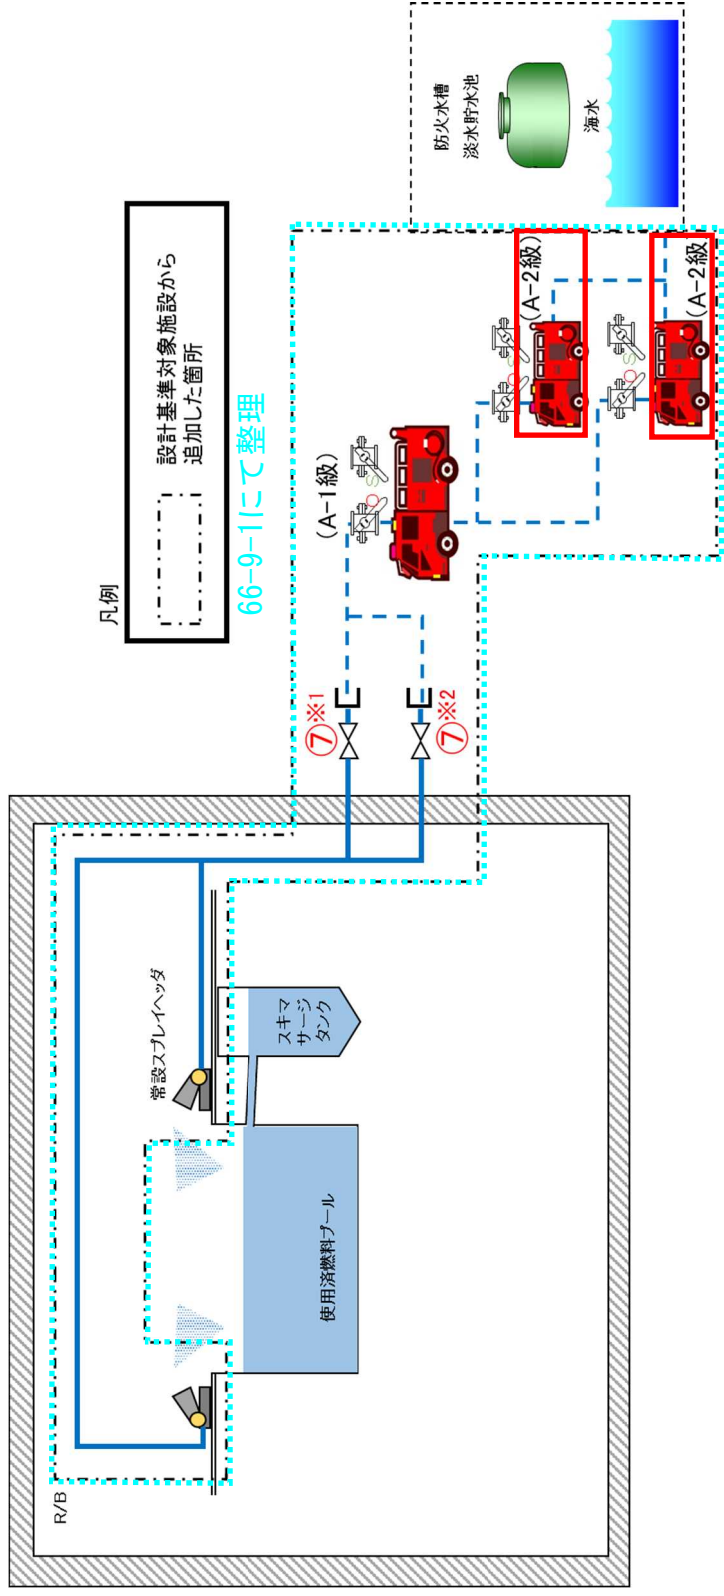 R/B
常設スプレイヘッダ
使用済燃料プール
スキマ
サージ
タンク
⑦※1
⑦※2
凡例
設計基準対象施設から
追加した箇所
66-9-1にて整理
(A-1級)
O
S
(A-2級)
O
S
(A-2級)
O
S
防火水槽
淡水貯水池
海水